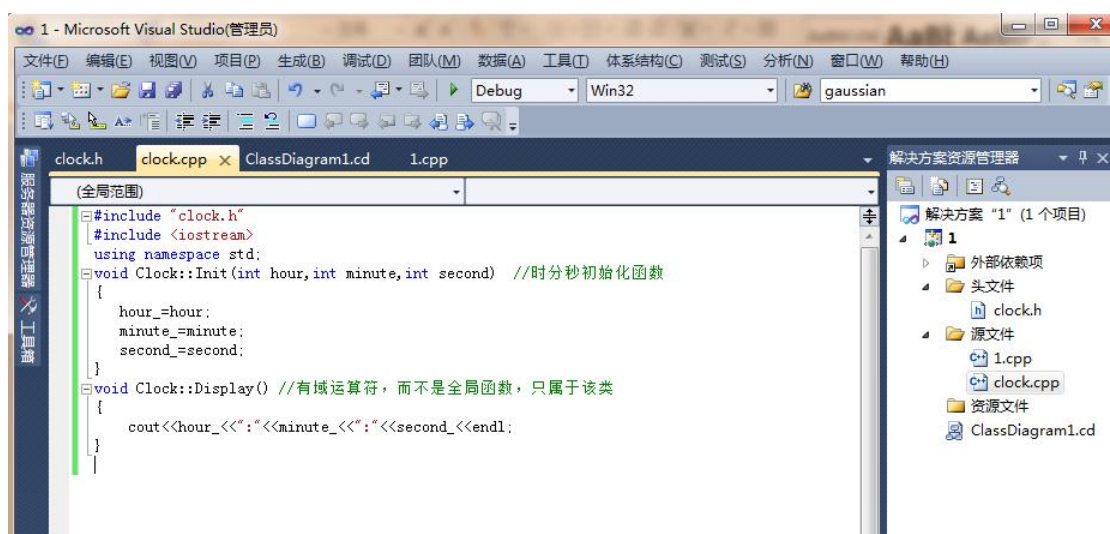 1 - Microsoft Visual Studio(管理员)
文件(F) 编辑(E) 视图(V) 项目(P) 生成(B) 调试(D) 团队(M) 数据(A) 工具(T) 体系结构(C) 测试(S) 分析(N) 窗口(W) 帮助(H)
Debug Win32 gaussian
clock.h clock.cpp ClassDiagram1.cd 1.cpp
(全局范围)
#include "clock.h"
#include <iostream>
using namespace std;
void Clock::Init(int hour,int minute,int second) //时分秒初始化函数
{
hour_=hour;
minute_=minute;
second_=second;
}
void Clock::Display() //有域运算符，而不是全局函数，只属于该类
{
cout<<hour_<<":"<<minute_<<":"<<second_<<endl;
}
服务器资源管理器
工具箱
解决方案资源管理器
解决方案 "1" (1 个项目)
1
外部依赖项
头文件
clock.h
源文件
1.cpp
clock.cpp
资源文件
ClassDiagram1.cd